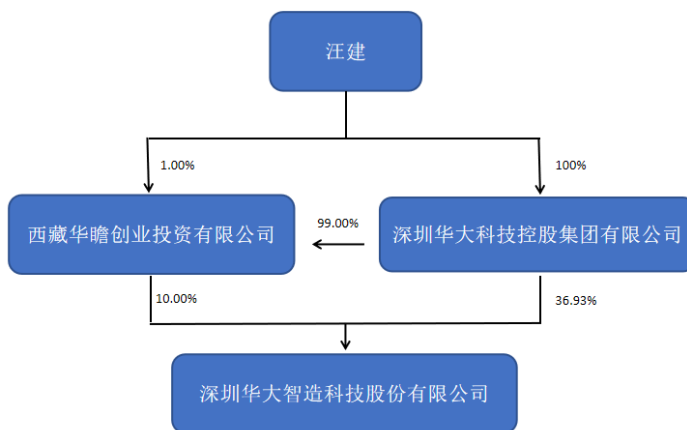 汪建
1.00%
100%
西藏华瞻创业投资有限公司
99.00%
深圳华大科技控股集团有限公司
10.00%
36.93%
深圳华大智造科技股份有限公司